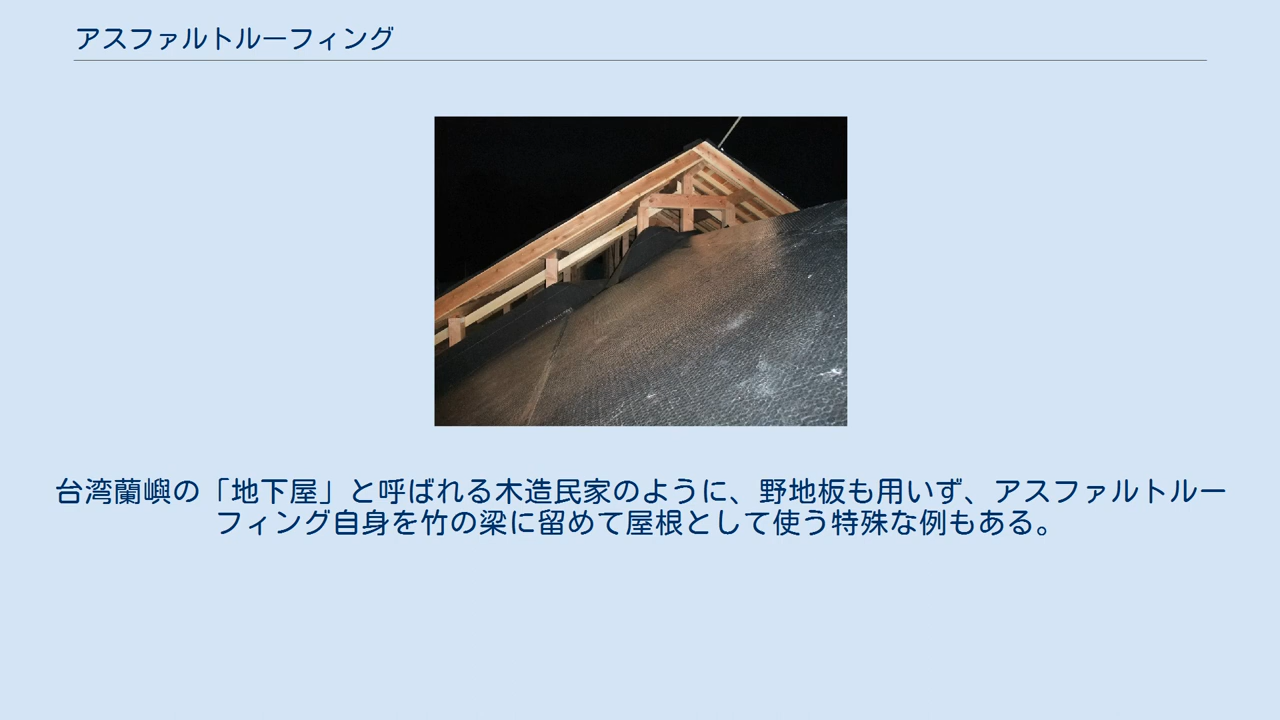 アスファルトルーフィング
台湾蘭嶼の「地下屋」と呼ばれる木造民家のように、野地板も用いず、アスファルトルー
フィング自身を竹の梁に留めて屋根として使う特殊な例もある。